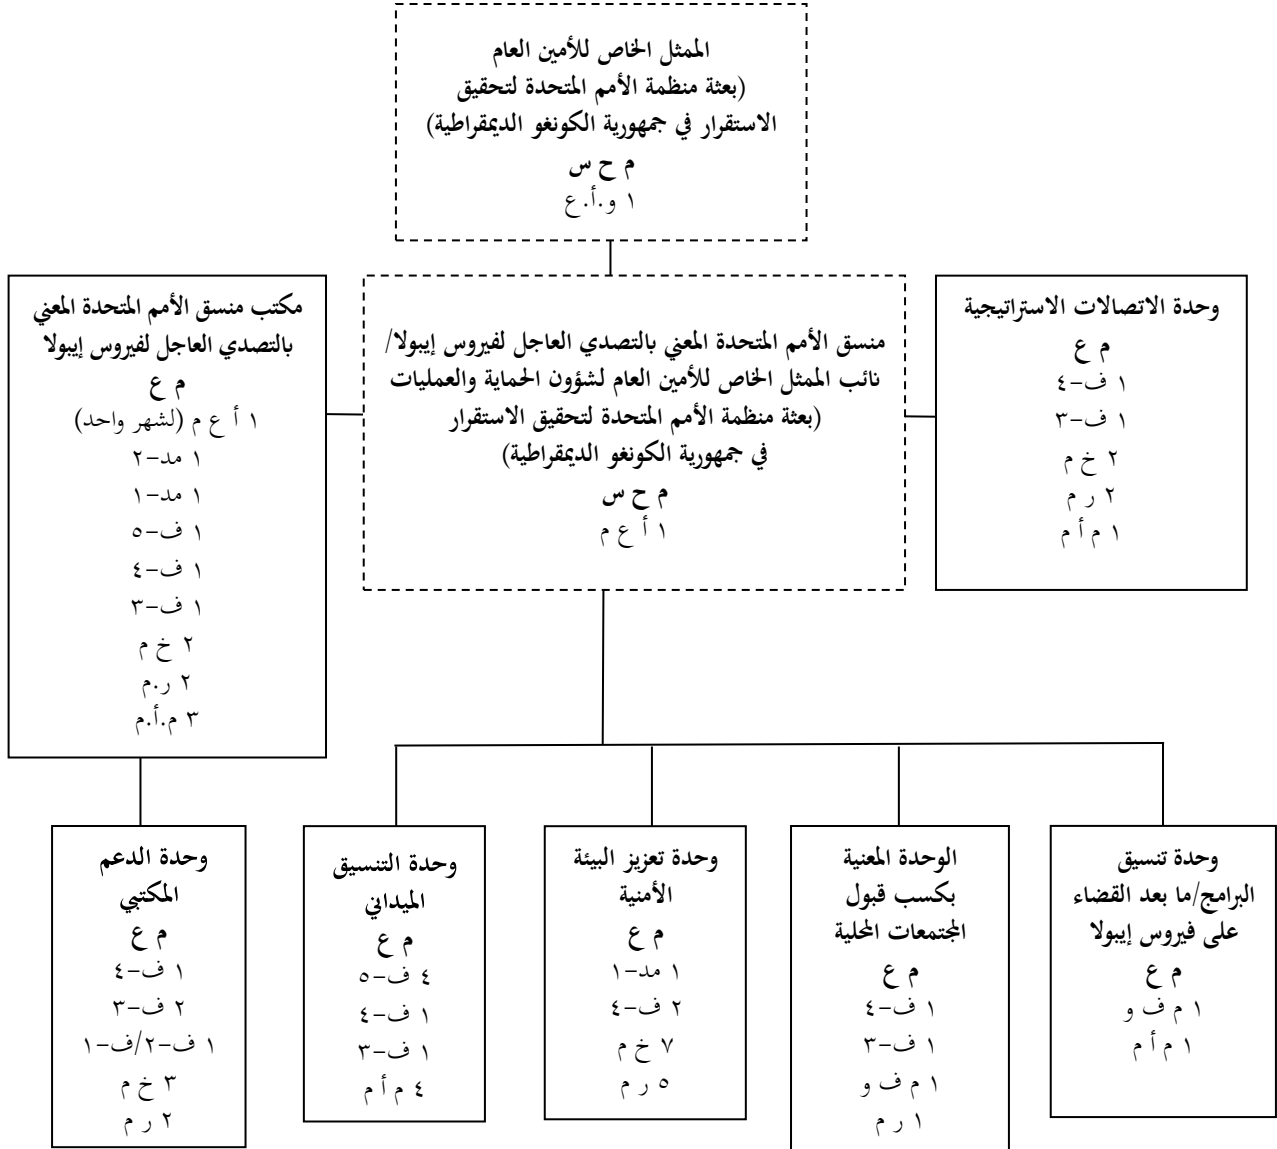 الممثل الخاص للأمين العام
(بعثة منظمة الأمم المتحدة لتحقيق
الاستقرار في جمهورية الكونغو الديمقراطية)
م ح س
١ و.أ.ع
وحدة الاتصالات الاستراتيجية
م ع
١ ف-٤
١ ف-٣
٢ خ م
٢ ر م
١ م أ م
منسق الأمم المتحدة المعني بالتصدي العاجل لفيروس إيبولا/
نائب الممثل الخاص للأمين العام لشؤون الحماية والعمليات
(بعثة منظمة الأمم المتحدة لتحقيق الاستقرار
في جمهورية الكونغو الديمقراطية)
م ح س
١ أ ع م
مكتب منسق الأمم المتحدة المعني
بالتصدي العاجل لفيروس إيبولا
م ع
١ أ ع م (لشهر واحد)
١ مد-٢
١ مد-١
١ ف-٥
١ ف-٤
١ ف-٣
٢ خ م
٢ ر.م
٣ م.أ.م
وحدة تنسيق
البرامج/ما بعد القضاء
على فيروس إيبولا
م ع
١ م ف و
١ م أ م
الوحدة المعنية
بكسب قبول
المجتمعات المحلية
م ع
١ ف-٤
١ ف-٣
١ م ف و
١ ر م
وحدة تعزيز البيئة
الأمنية
م ع
١ مد-١
٢ ف-٤
٧ خ م
٥ ر م
وحدة التنسيق
الميداني
م ع
٤ ف-٥
١ ف-٤
١ ف-٣
٤ م أ م
وحدة الدعم
المكتبي
م ع
١ ف-٤
٢ ف-٣
١ ف-٢/ف-١
٣ خ م
٢ ر م